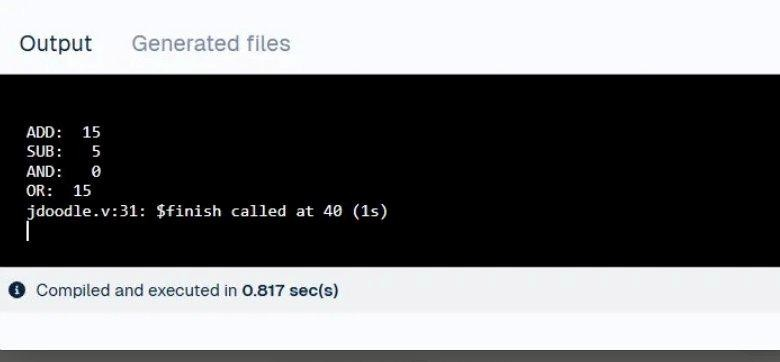 Output Generated files
ADD:  15
SUB:   5
AND:   0
OR:  15
jdoodle.v:31: $finish called at 40 (1s)
Compiled and executed in 0.817 sec(s)